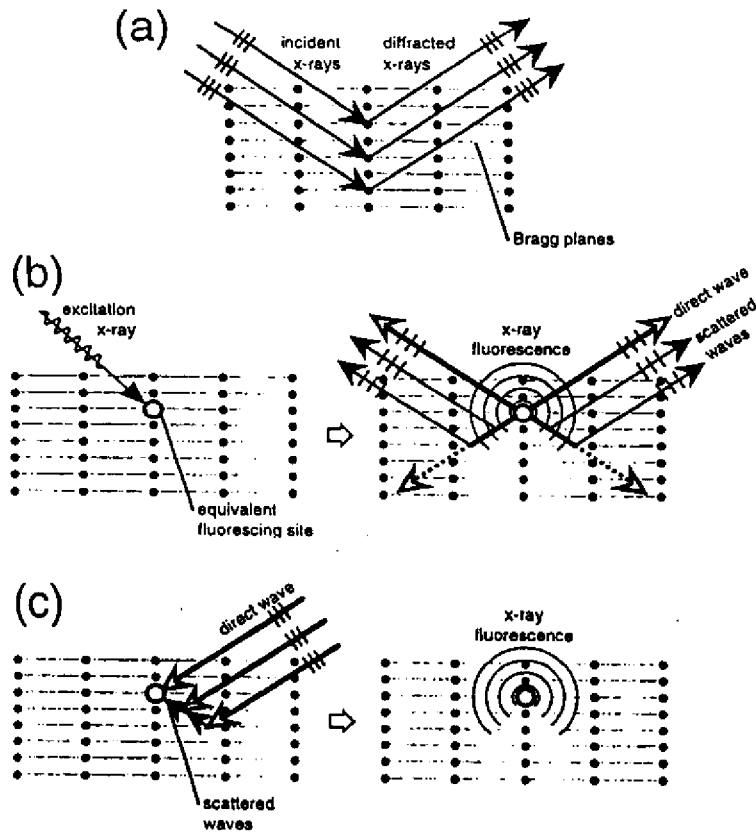 (a)
incident
x-rays
diffracted
x-rays
Bragg planes
(b)
excitation
x-ray
equivalent
fluorescing site
x-ray
fluorescence
direct wave
scattered
waves
(c)
direct wave
scattered
waves
x-ray
fluorescence